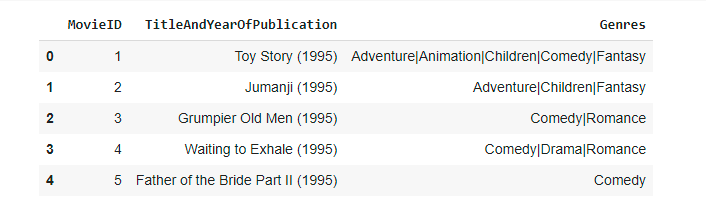 MovieID TitleAndYearOfPublication Genres
0 1 Toy Story (1995) Adventure|Animation|Children|Comedy|Fantasy
1 2 Jumanji (1995) Adventure|Children|Fantasy
2 3 Grumpier Old Men (1995) Comedy|Romance
3 4 Waiting to Exhale (1995) Comedy|Drama|Romance
4 5 Father of the Bride Part II (1995) Comedy